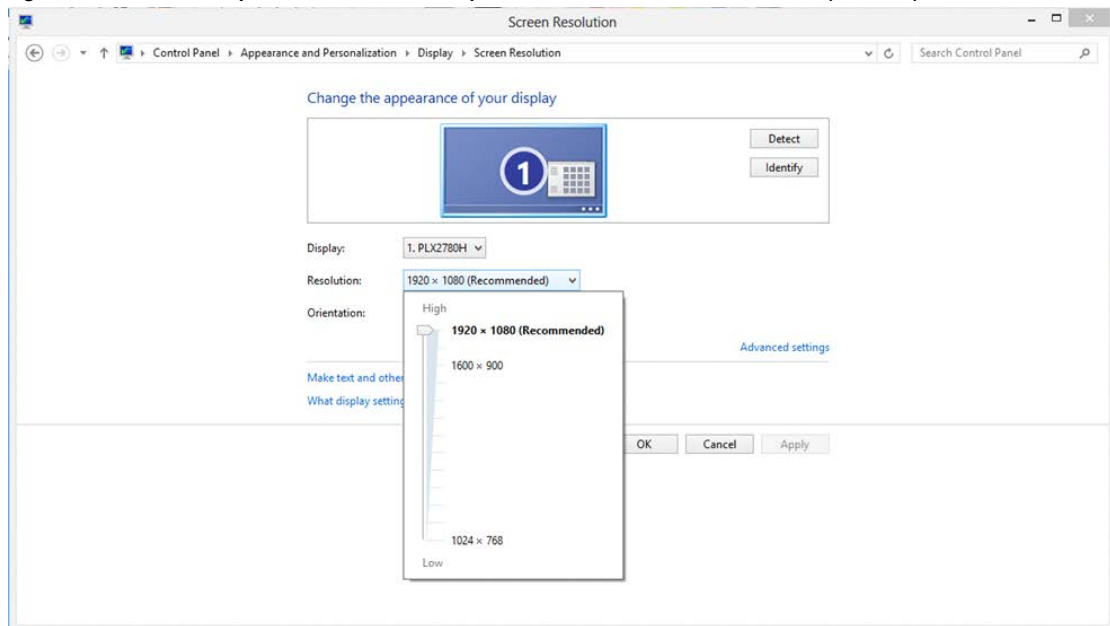 Screen Resolution
Control Panel ▸ Appearance and Personalization ▸ Display ▸ Screen Resolution
Search Control Panel
Change the appearance of your display
1
Detect
Identify
Display: 1. PLX2780H
Resolution: 1920 × 1080 (Recommended)
Orientation:
High
1920 × 1080 (Recommended)
Advanced settings
1600 × 900
Make text and other
What display setting
OK Cancel Apply
1024 × 768
Low